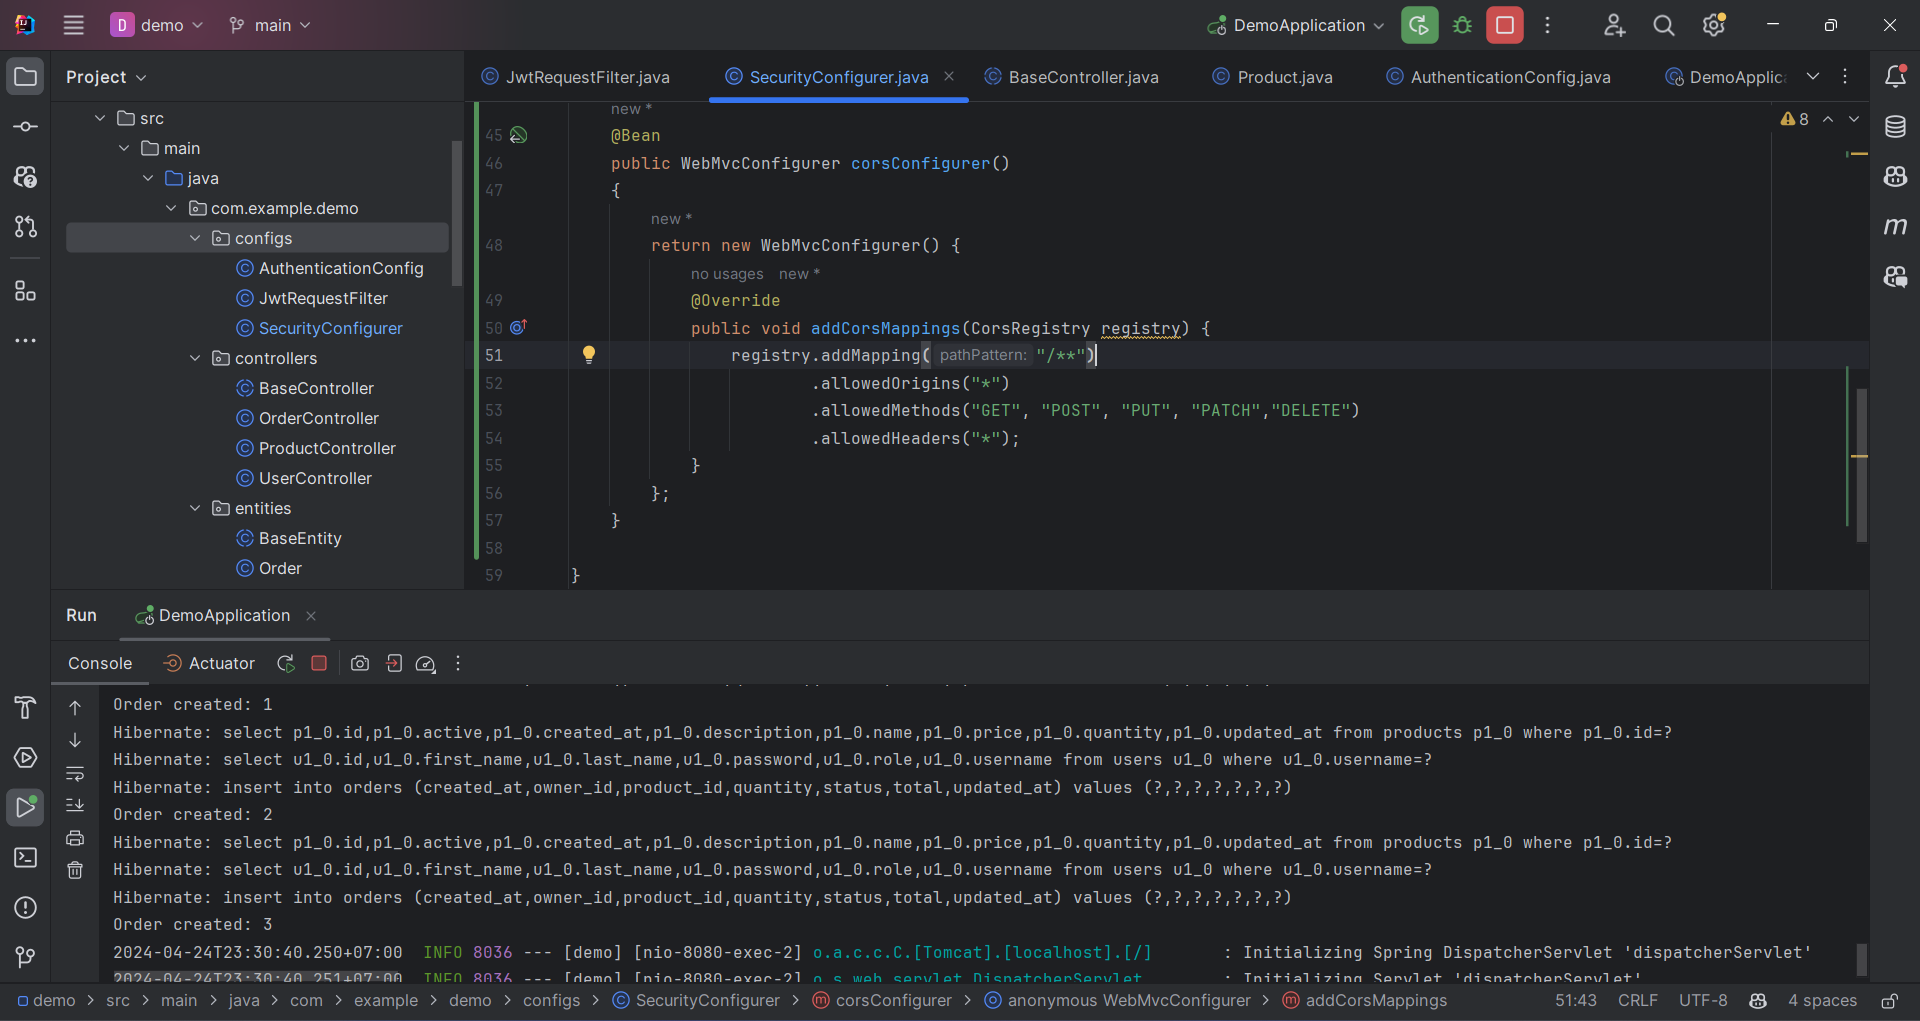 D demo main DemoApplication
Project
src
main
java
com.example.demo
configs
AuthenticationConfig
JwtRequestFilter
SecurityConfigurer
controllers
BaseController
OrderController
ProductController
UserController
entities
BaseEntity
Order
JwtRequestFilter.java SecurityConfigurer.java BaseController.java Product.java AuthenticationConfig.java DemoApplic
8
new *
45 @Bean
46 public WebMvcConfigurer corsConfigurer()
47 {
new *
48 return new WebMvcConfigurer() {
no usages new *
49 @Override
50 public void addCorsMappings(CorsRegistry registry) {
51 registry.addMapping( pathPattern: "/**")
52 .allowedOrigins("*")
53 .allowedMethods("GET", "POST", "PUT", "PATCH","DELETE")
54 .allowedHeaders("*");
55 }
56 };
57 }
58
59 }
Run DemoApplication
Console Actuator
Order created: 1
Hibernate: select p1_0.id,p1_0.active,p1_0.created_at,p1_0.description,p1_0.name,p1_0.price,p1_0.quantity,p1_0.updated_at from products p1_0 where p1_0.id=?
Hibernate: select u1_0.id,u1_0.first_name,u1_0.last_name,u1_0.password,u1_0.role,u1_0.username from users u1_0 where u1_0.username=?
Hibernate: insert into orders (created_at,owner_id,product_id,quantity,status,total,updated_at) values (?,?,?,?,?,?,?)
Order created: 2
Hibernate: select p1_0.id,p1_0.active,p1_0.created_at,p1_0.description,p1_0.name,p1_0.price,p1_0.quantity,p1_0.updated_at from products p1_0 where p1_0.id=?
Hibernate: select u1_0.id,u1_0.first_name,u1_0.last_name,u1_0.password,u1_0.role,u1_0.username from users u1_0 where u1_0.username=?
Hibernate: insert into orders (created_at,owner_id,product_id,quantity,status,total,updated_at) values (?,?,?,?,?,?,?)
Order created: 3
2024-04-24T23:30:40.250+07:00 INFO 8036 --- [demo] [nio-8080-exec-2] o.a.c.c.C.[Tomcat].[localhost].[/] : Initializing Spring DispatcherServlet 'dispatcherServlet'
2024-04-24T23:30:40.251+07:00 INFO 8036 --- [demo] [nio-8080-exec-2] o.s.web.servlet.DispatcherServlet : Initializing Servlet 'dispatcherServlet'
demo > src > main > java > com > example > demo > configs > SecurityConfigurer > corsConfigurer > anonymous WebMvcConfigurer > addCorsMappings 51:43 CRLF UTF-8 4 spaces